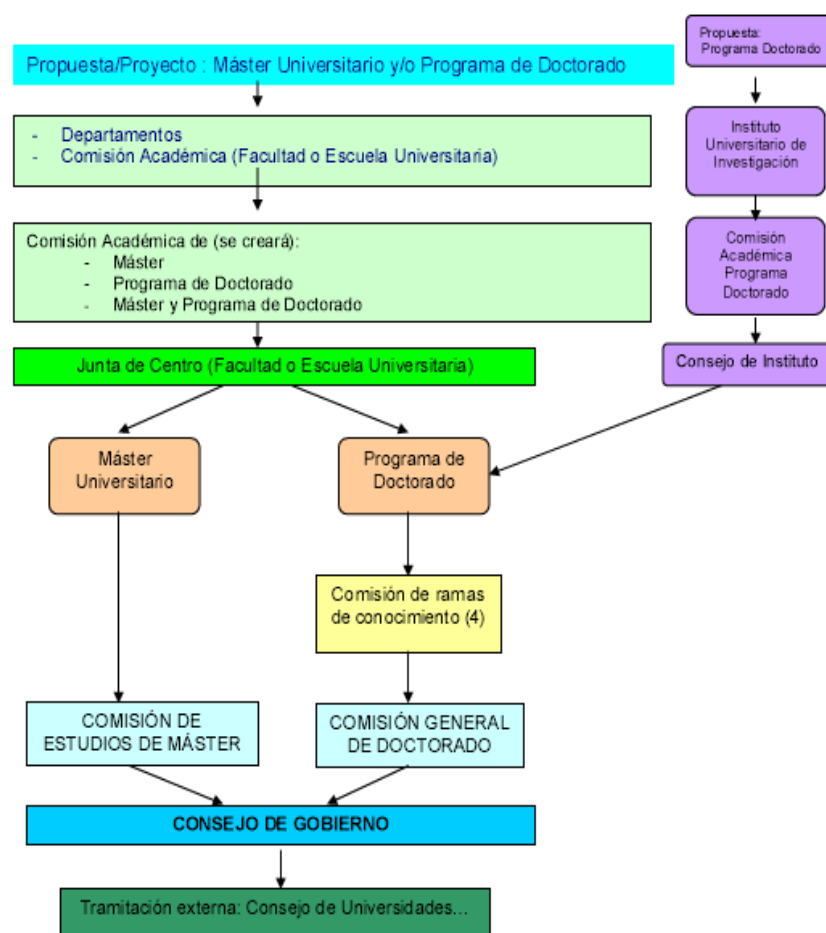 Propuesta/Proyecto : Máster Universitario y/o Programa de Doctorado
- Departamentos
- Comisión Académica (Facultad o Escuela Universitaria)
Comisión Académica de (se creará):
- Máster
- Programa de Doctorado
- Máster y Programa de Doctorado
Junta de Centro (Facultad o Escuela Universitaria)
Propuesta:
Programa Doctorado
Instituto
Universitario de
Investigación
Comisión
Académica
Programa
Doctorado
Consejo de Instituto
Máster
Universitario
Programa de
Doctorado
Comisión de ramas
de conocimiento (4)
COMISIÓN DE
ESTUDIOS DE MÁSTER
COMISIÓN GENERAL
DE DOCTORADO
CONSEJO DE GOBIERNO
Tramitación externa: Consejo de Universidades...